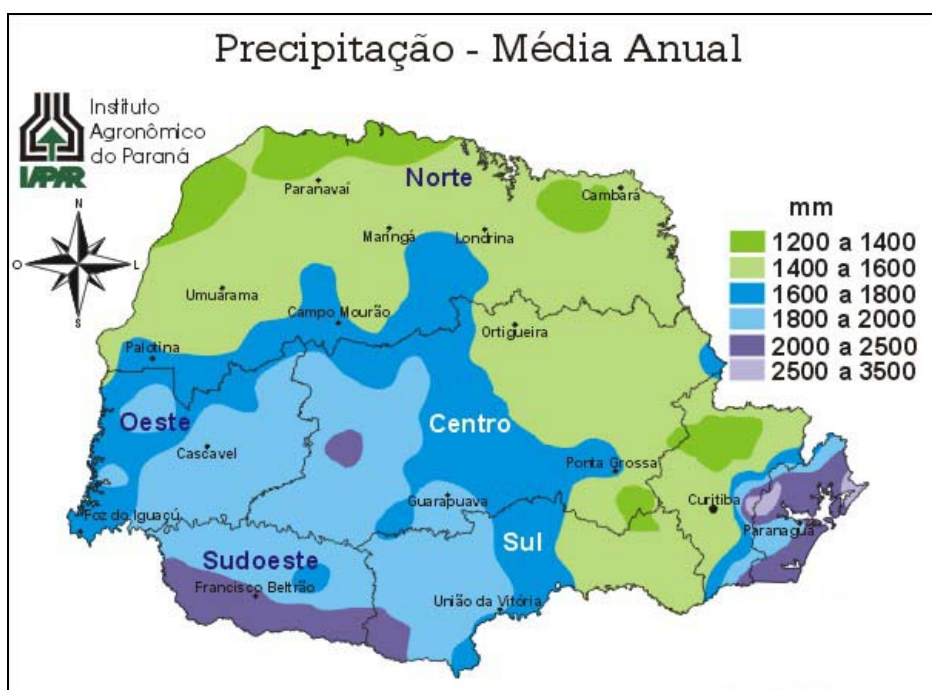 Precipitação - Média Anual
Instituto
Agronômico
do Paraná
IAPAR
N
O
L
S
Paranavaí
Norte
Cambará
Maringá
Londrina
Umuarama
Campo Mourão
Ortigueira
Palotina
Oeste
Centro
Cascavel
Ponta Grossa
Guarapuava
Curitiba
Foz do Iguaçú
Paranaguá
Sul
Sudoeste
Francisco Beltrão
União da Vitória
mm
1200 a 1400
1400 a 1600
1600 a 1800
1800 a 2000
2000 a 2500
2500 a 3500